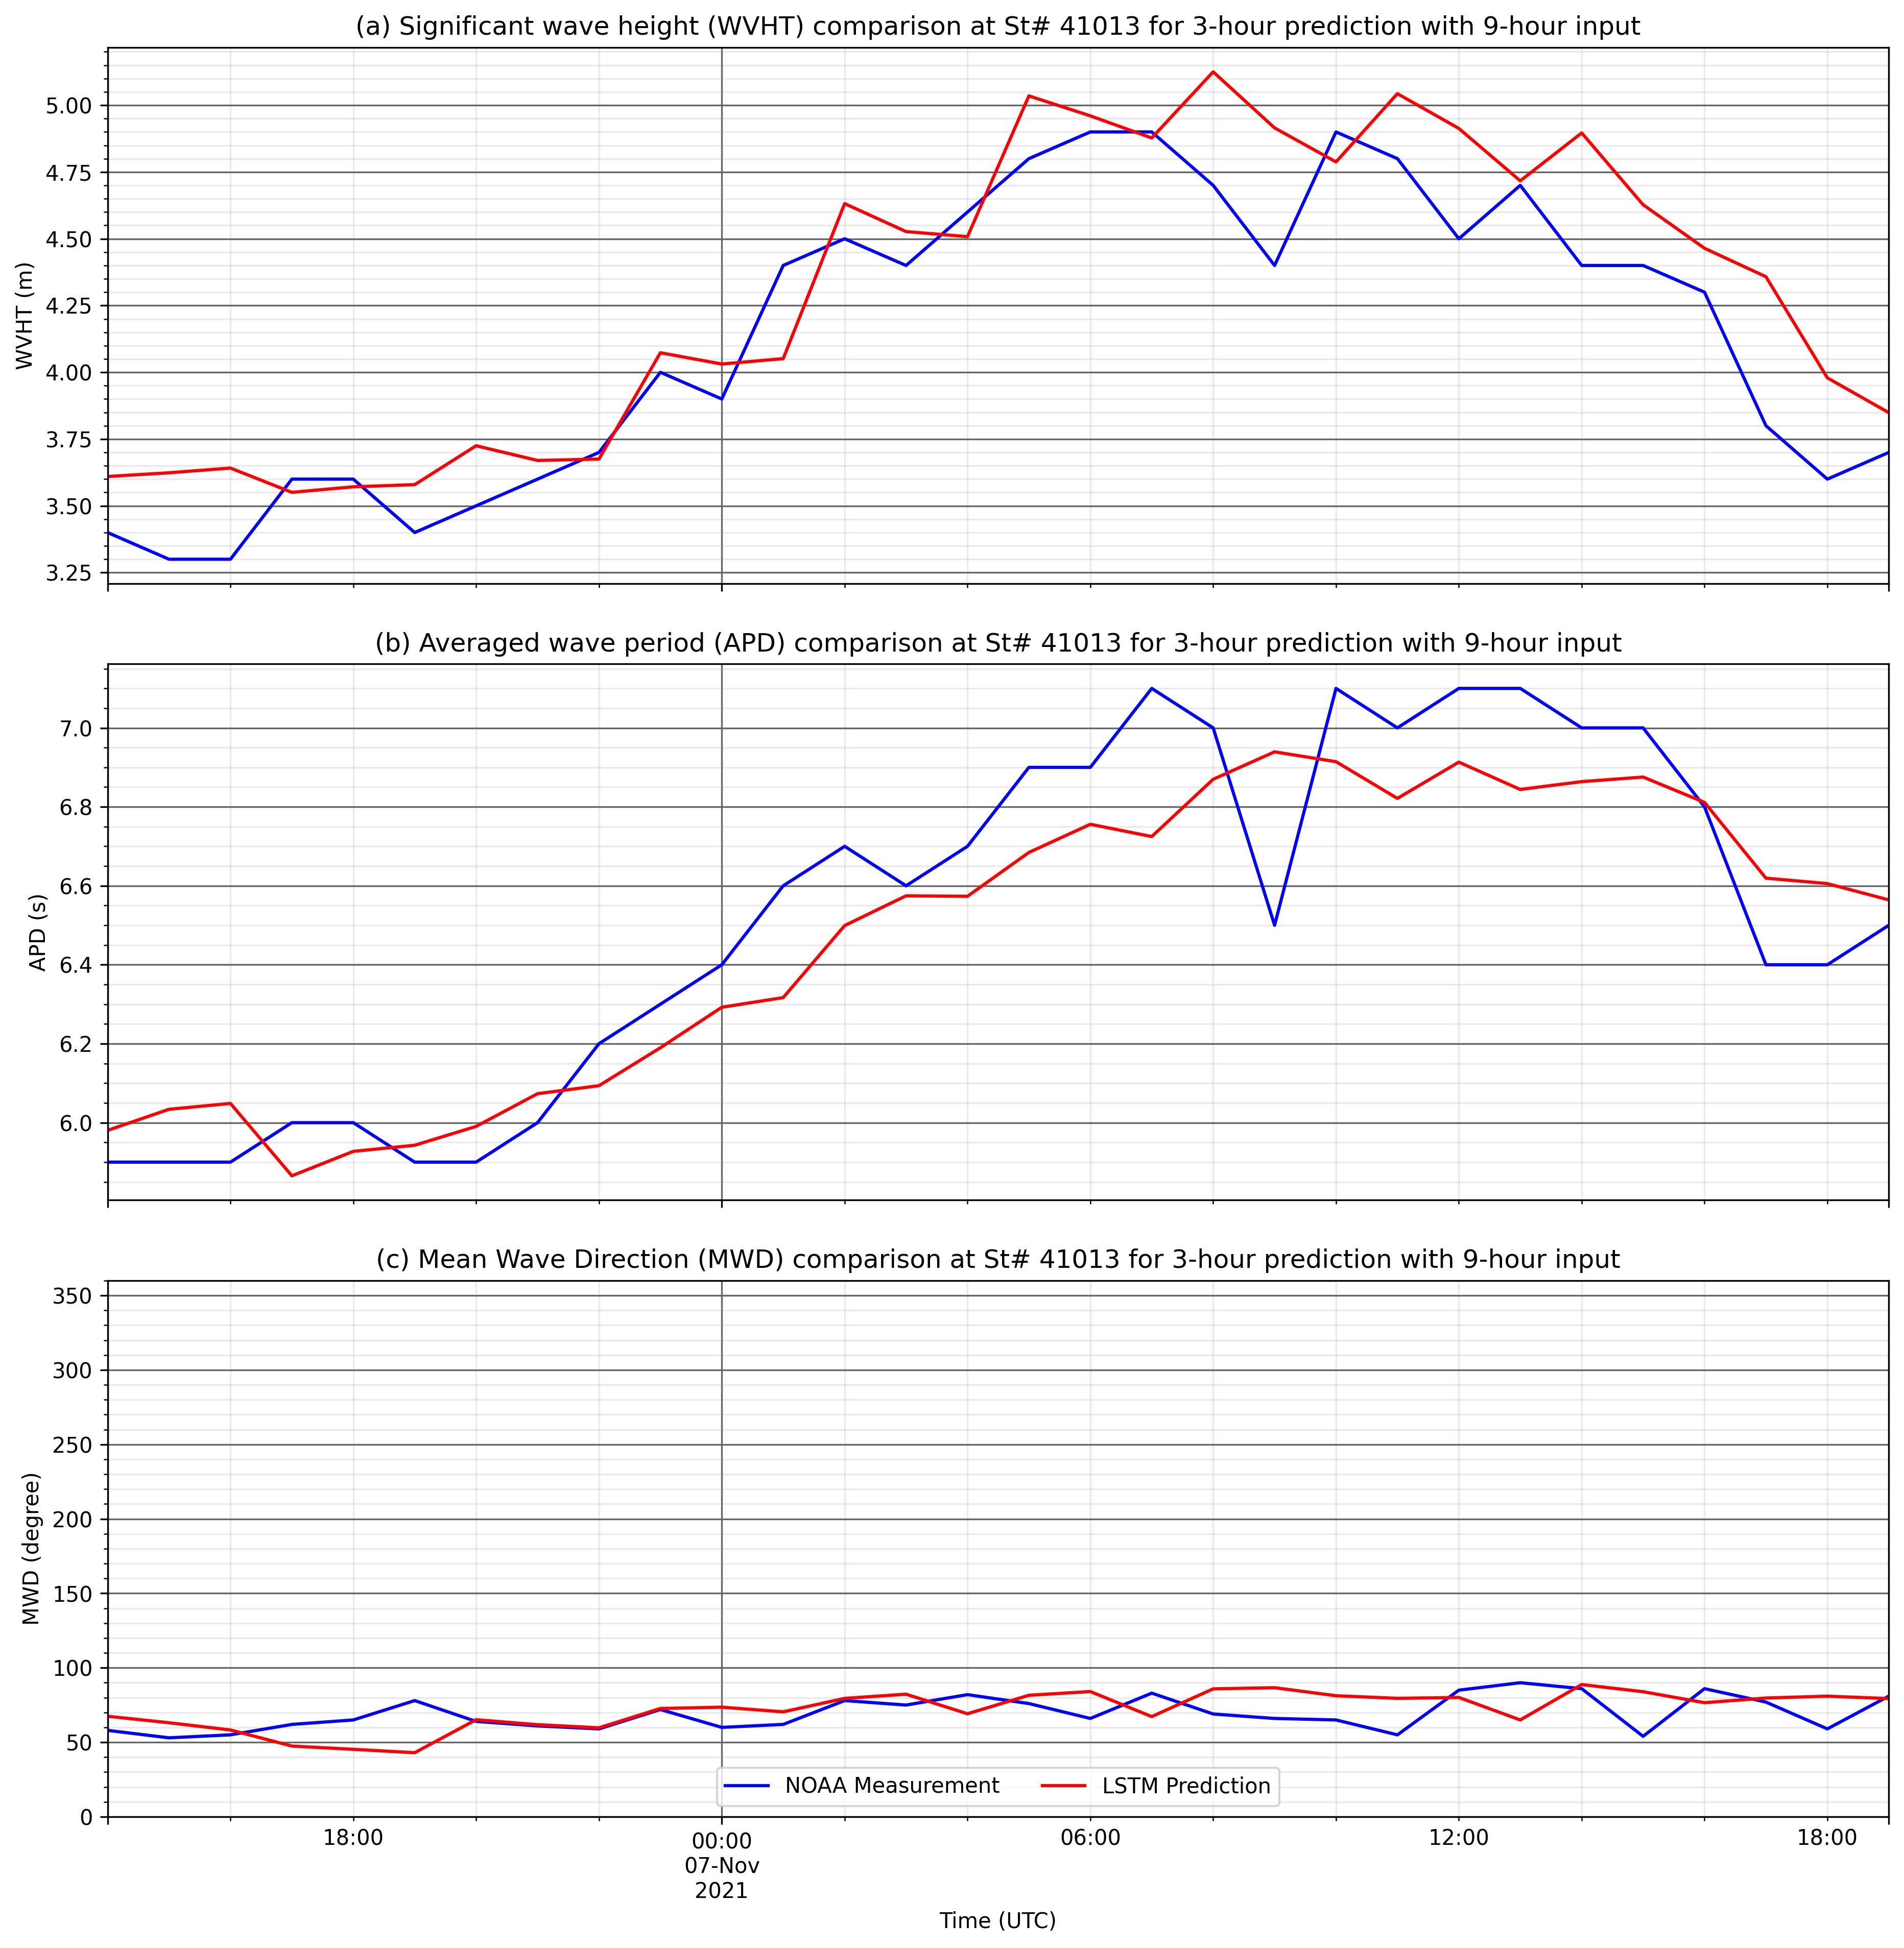 (a) Significant wave height (WVHT) comparison at St# 41013 for 3-hour prediction with 9-hour input
5.00
4.75
4.50
4.25
4.00
3.75
3.50
3.25
WVHT (m)
(b) Averaged wave period (APD) comparison at St# 41013 for 3-hour prediction with 9-hour input
7.0
6.8
6.6
6.4
6.2
6.0
APD (s)
(c) Mean Wave Direction (MWD) comparison at St# 41013 for 3-hour prediction with 9-hour input
350
300
250
200
150
100
50
0
MWD (degree)
NOAA Measurement LSTM Prediction
18:00 00:00 06:00 12:00 18:00
07-Nov
2021
Time (UTC)